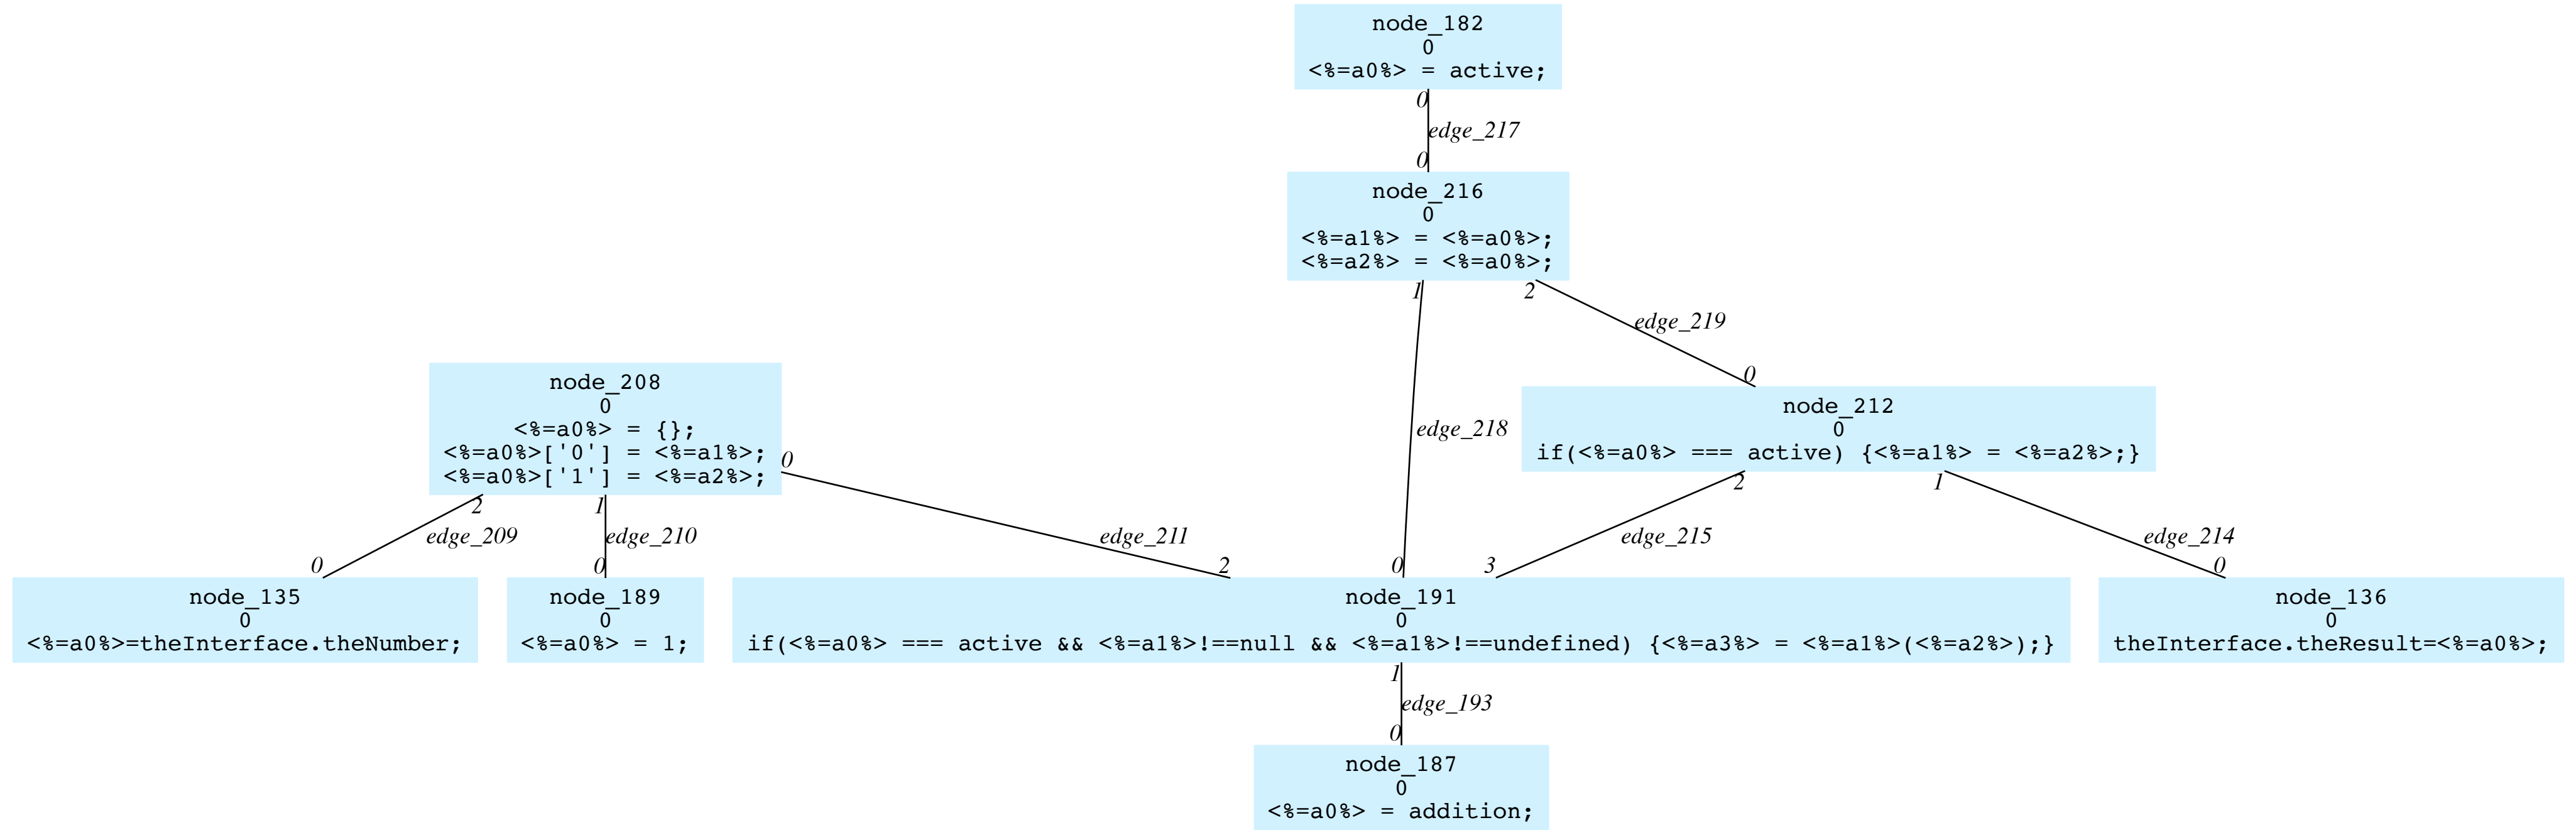 node_182
0
<%=a0%> = active;
0
edge_217
0
node_216
0
<%=a1%> = <%=a0%>;
<%=a2%> = <%=a0%>;
1
2
edge_219
0
edge_218
node_208
0
<%=a0%> = {};
<%=a0%>['0'] = <%=a1%>;
<%=a0%>['1'] = <%=a2%>;
0
2
1
node_212
0
if(<%=a0%> === active) {<%=a1%> = <%=a2%>;}
2
1
edge_209
edge_210
edge_211
edge_215
edge_214
0
0
2
0
3
0
node_135
0
<%=a0%>=theInterface.theNumber;
node_189
0
<%=a0%> = 1;
node_191
0
if(<%=a0%> === active && <%=a1%>!==null && <%=a1%>!==undefined) {<%=a3%> = <%=a1%>(<%=a2%>);}
node_136
0
theInterface.theResult=<%=a0%>;
1
edge_193
0
node_187
0
<%=a0%> = addition;